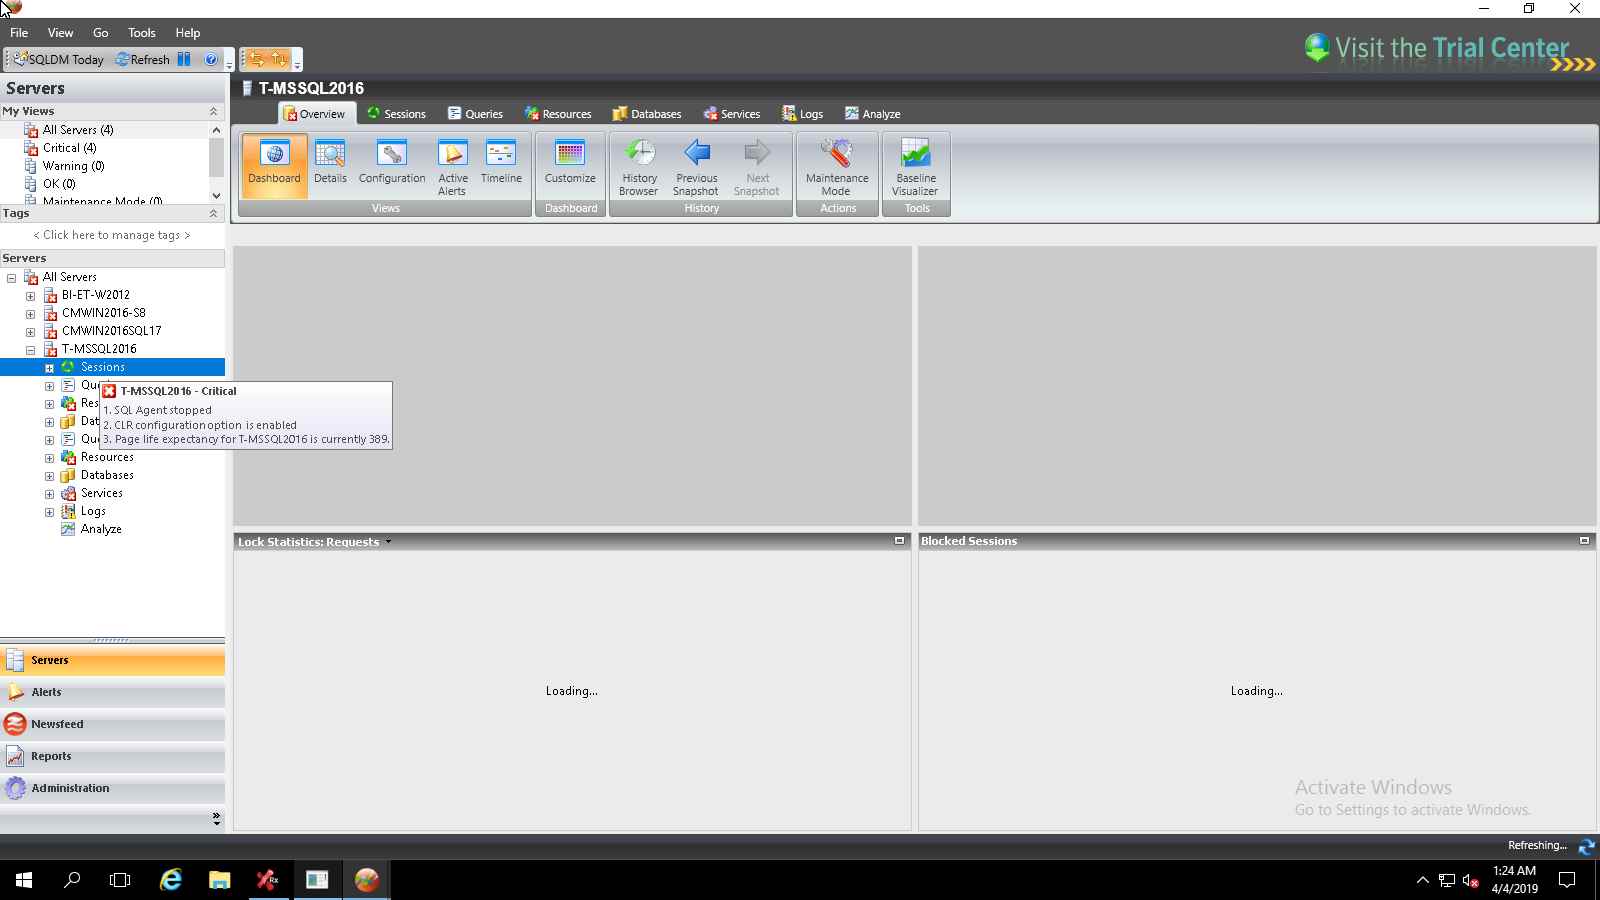 File View Go Tools Help
Visit the Trial Center
SQLDM Today Refresh
Servers
T-MSSQL2016
My Views
Overview Sessions Queries Resources Databases Services Logs Analyze
All Servers (4)
Critical (4)
Warning (0)
OK (0)
Maintenance Mode (0)
Dashboard Details Configuration Active Alerts Timeline
Customize
History Browser Previous Snapshot Next Snapshot
Maintenance Mode
Baseline Visualizer
Views Dashboard History Actions Tools
Tags
< Click here to manage tags >
Servers
All Servers
BI-ET-W2012
CMWIN2016-S8
CMWIN2016SQL17
T-MSSQL2016
Sessions
Que
T-MSSQL2016 - Critical
Res
1. SQL Agent stopped
Dat
2. CLR configuration option is enabled
Que
3. Page life expectancy for T-MSSQL2016 is currently 389.
Resources
Databases
Services
Logs
Analyze
Lock Statistics: Requests
Blocked Sessions
Loading...
Loading...
Servers
Alerts
Newsfeed
Reports
Administration
Activate Windows
Go to Settings to activate Windows.
Refreshing...
1:24 AM
4/4/2019